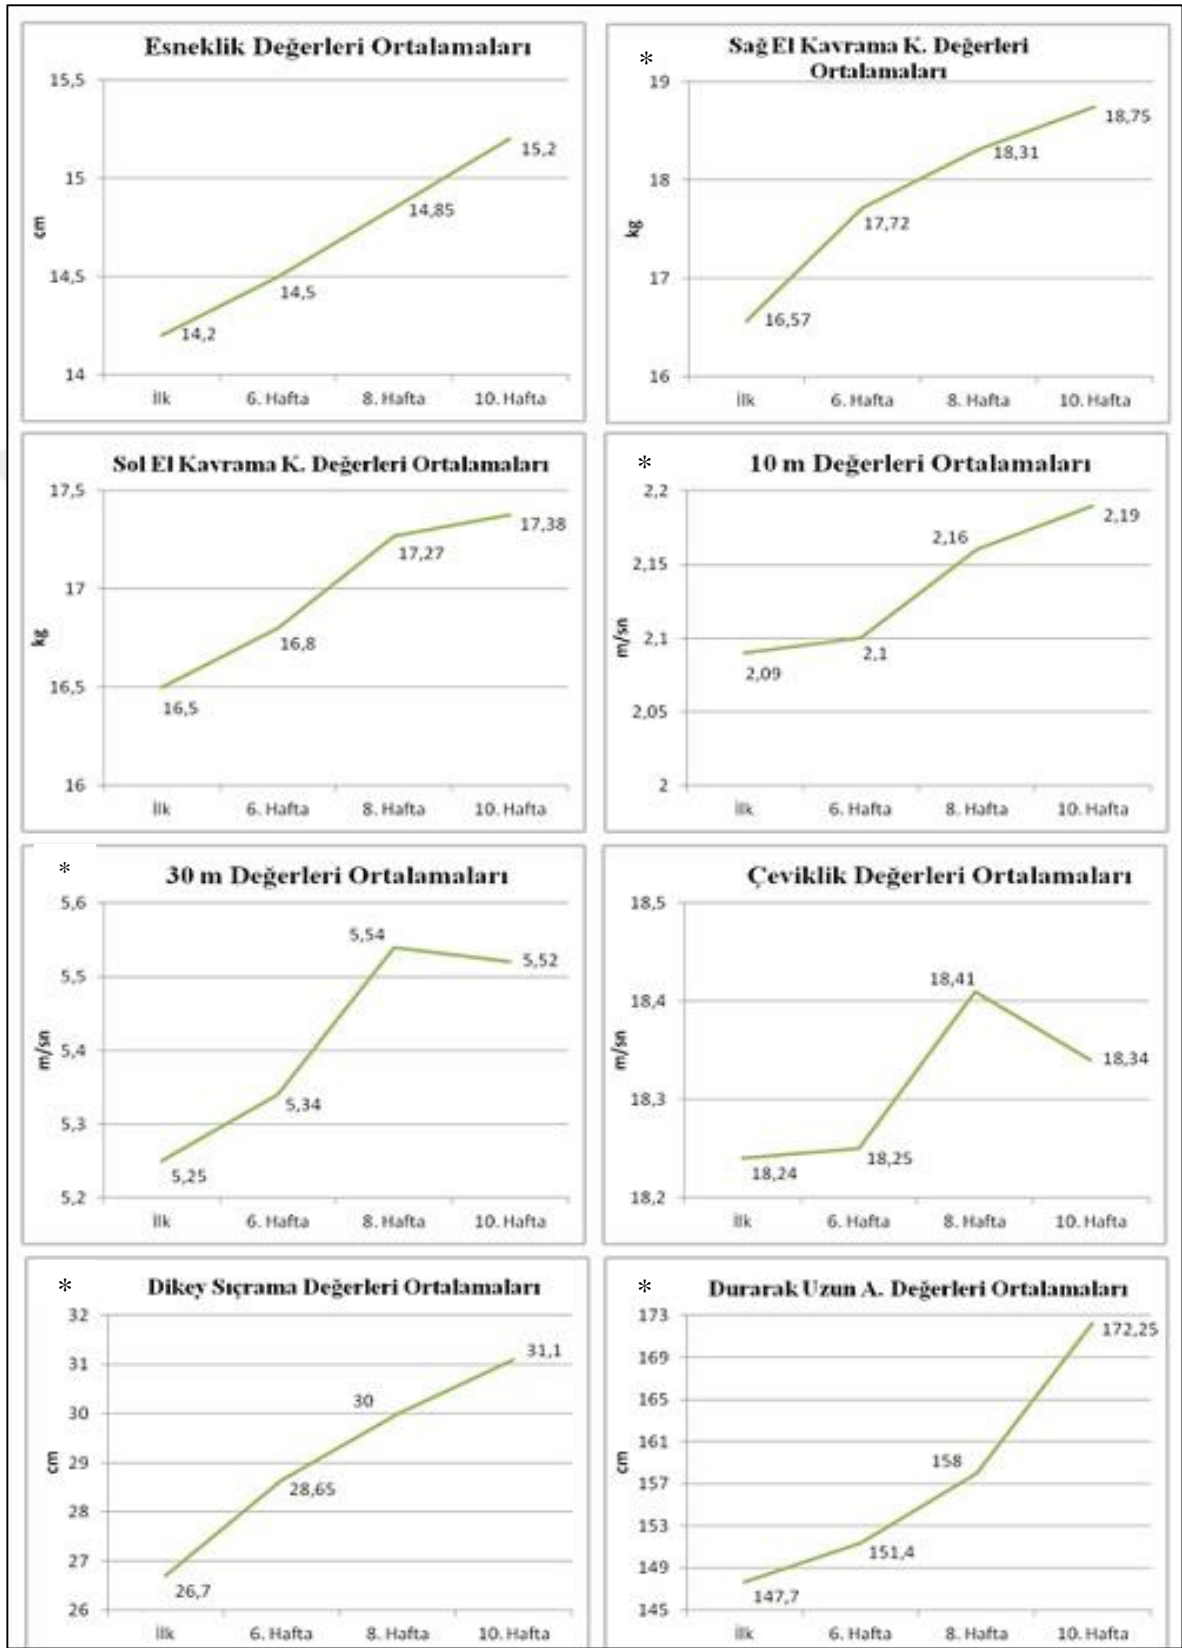 Esneklik Değerleri Ortalamaları
15,5
15
14,5
14
cm
14,2
14,5
14,85
15,2
İlk 6. Hafta 8. Hafta 10. Hafta
*
Sağ El Kavrama K. Değerleri
Ortalamaları
19
18
17
16
kg
16,57
17,72
18,31
18,75
İlk 6. Hafta 8. Hafta 10. Hafta
Sol El Kavrama K. Değerleri Ortalamaları
17,5
17
16,5
16
kg
16,5
16,8
17,27
17,38
İlk 6. Hafta 8. Hafta 10. Hafta
* 10 m Değerleri Ortalamaları
2,2
2,15
2,1
2,05
2
m/sn
2,09
2,1
2,16
2,19
İlk 6. Hafta 8. Hafta 10. Hafta
* 30 m Değerleri Ortalamaları
5,6
5,5
5,4
5,3
5,2
m/sn
5,25
5,34
5,54
5,52
İlk 6. Hafta 8. Hafta 10. Hafta
Çeviklik Değerleri Ortalamaları
18,5
18,4
18,3
18,2
m/sn
18,24
18,25
18,41
18,34
İlk 6. Hafta 8. Hafta 10. Hafta
* Dikey Sıçrama Değerleri Ortalamaları
32
31
30
29
28
27
26
cm
26,7
28,65
30
31,1
İlk 6. Hafta 8. Hafta 10. Hafta
* Durarak Uzun A. Değerleri Ortalamaları
173
169
165
161
157
153
149
145
cm
147,7
151,4
158
172,25
İlk 6. Hafta 8. Hafta 10. Hafta